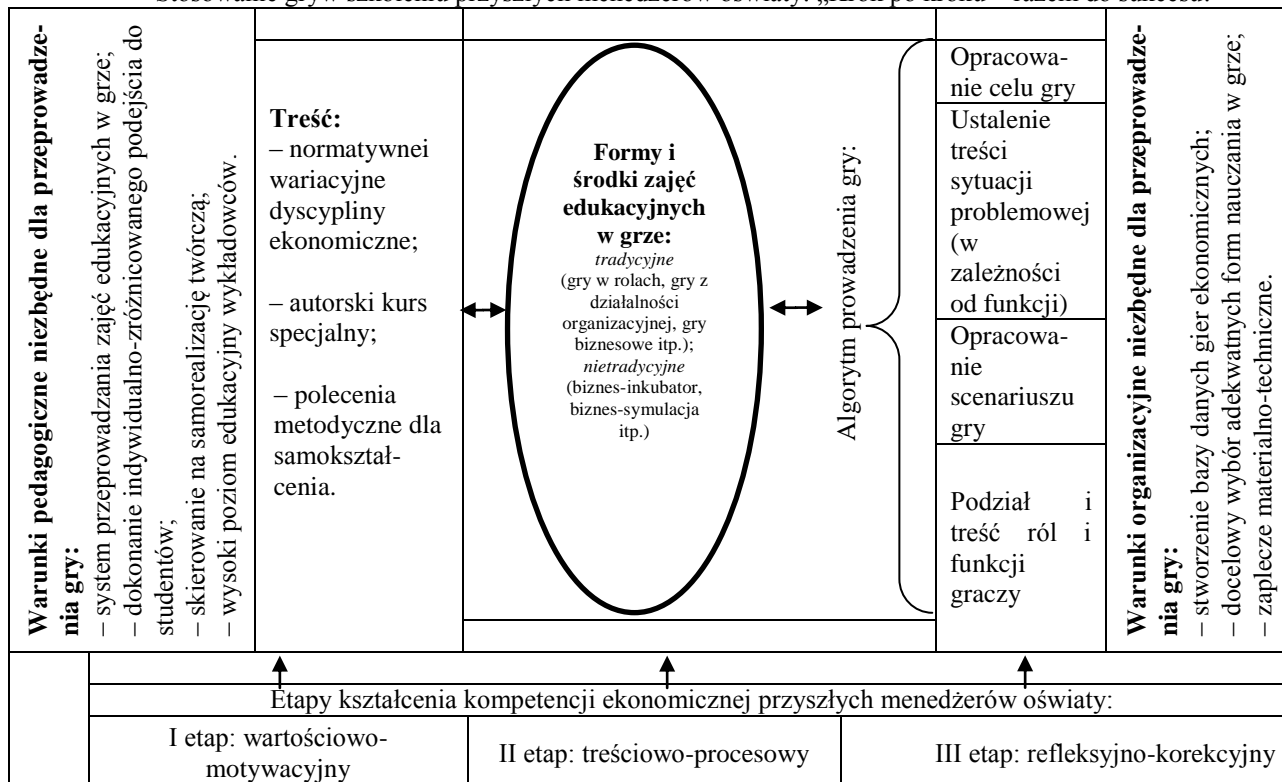 Stosowanie gry w szkoleniu przyszłych menedżerów oświaty: „Krok po kroku – razem do sukcesu.
Warunki pedagogiczne niezbędne dla przeprowadze-
nia gry:
– system przeprowadzania zajęć edukacyjnych w grze;
– dokonanie indywidualno-zróżnicowanego podejścia do
studentów;
– skierowanie na samorealizację twórczą;
– wysoki poziom edukacyjny wykładowców.
Treść:
– normatywnei
wariacyjne
dyscypliny
ekonomiczne;
– autorski kurs
specjalny;
– polecenia
metodyczne dla
samokształ-
cenia.
Formy i
środki zajęć
edukacyjnych
w grze:
tradycyjne
(gry w rolach, gry z
działalności
organizacyjnej, gry
biznesowe itp.);
nietradycyjne
(biznes-inkubator,
biznes-symulacja
itp.)
Algorytm prowadzenia gry:
Opracowa-
nie celu gry
Ustalenie
treści
sytuacji
problemowej
(w
zależności
od funkcji)
Opracowa-
nie
scenariuszu
gry
Podział i
treść ról i
funkcji
graczy
Warunki organizacyjne niezbędne dla przeprowadze-
nia gry:
– stworzenie bazy danych gier ekonomicznych;
– docelowy wybór adekwatnych form nauczania w grze;
– zaplecze materialno-techniczne.
Etapy kształcenia kompetencji ekonomicznej przyszłych menedżerów oświaty:
I etap: wartościowo-
motywacyjny
II etap: treściowo-procesowy
III etap: refleksyjno-korekcyjny